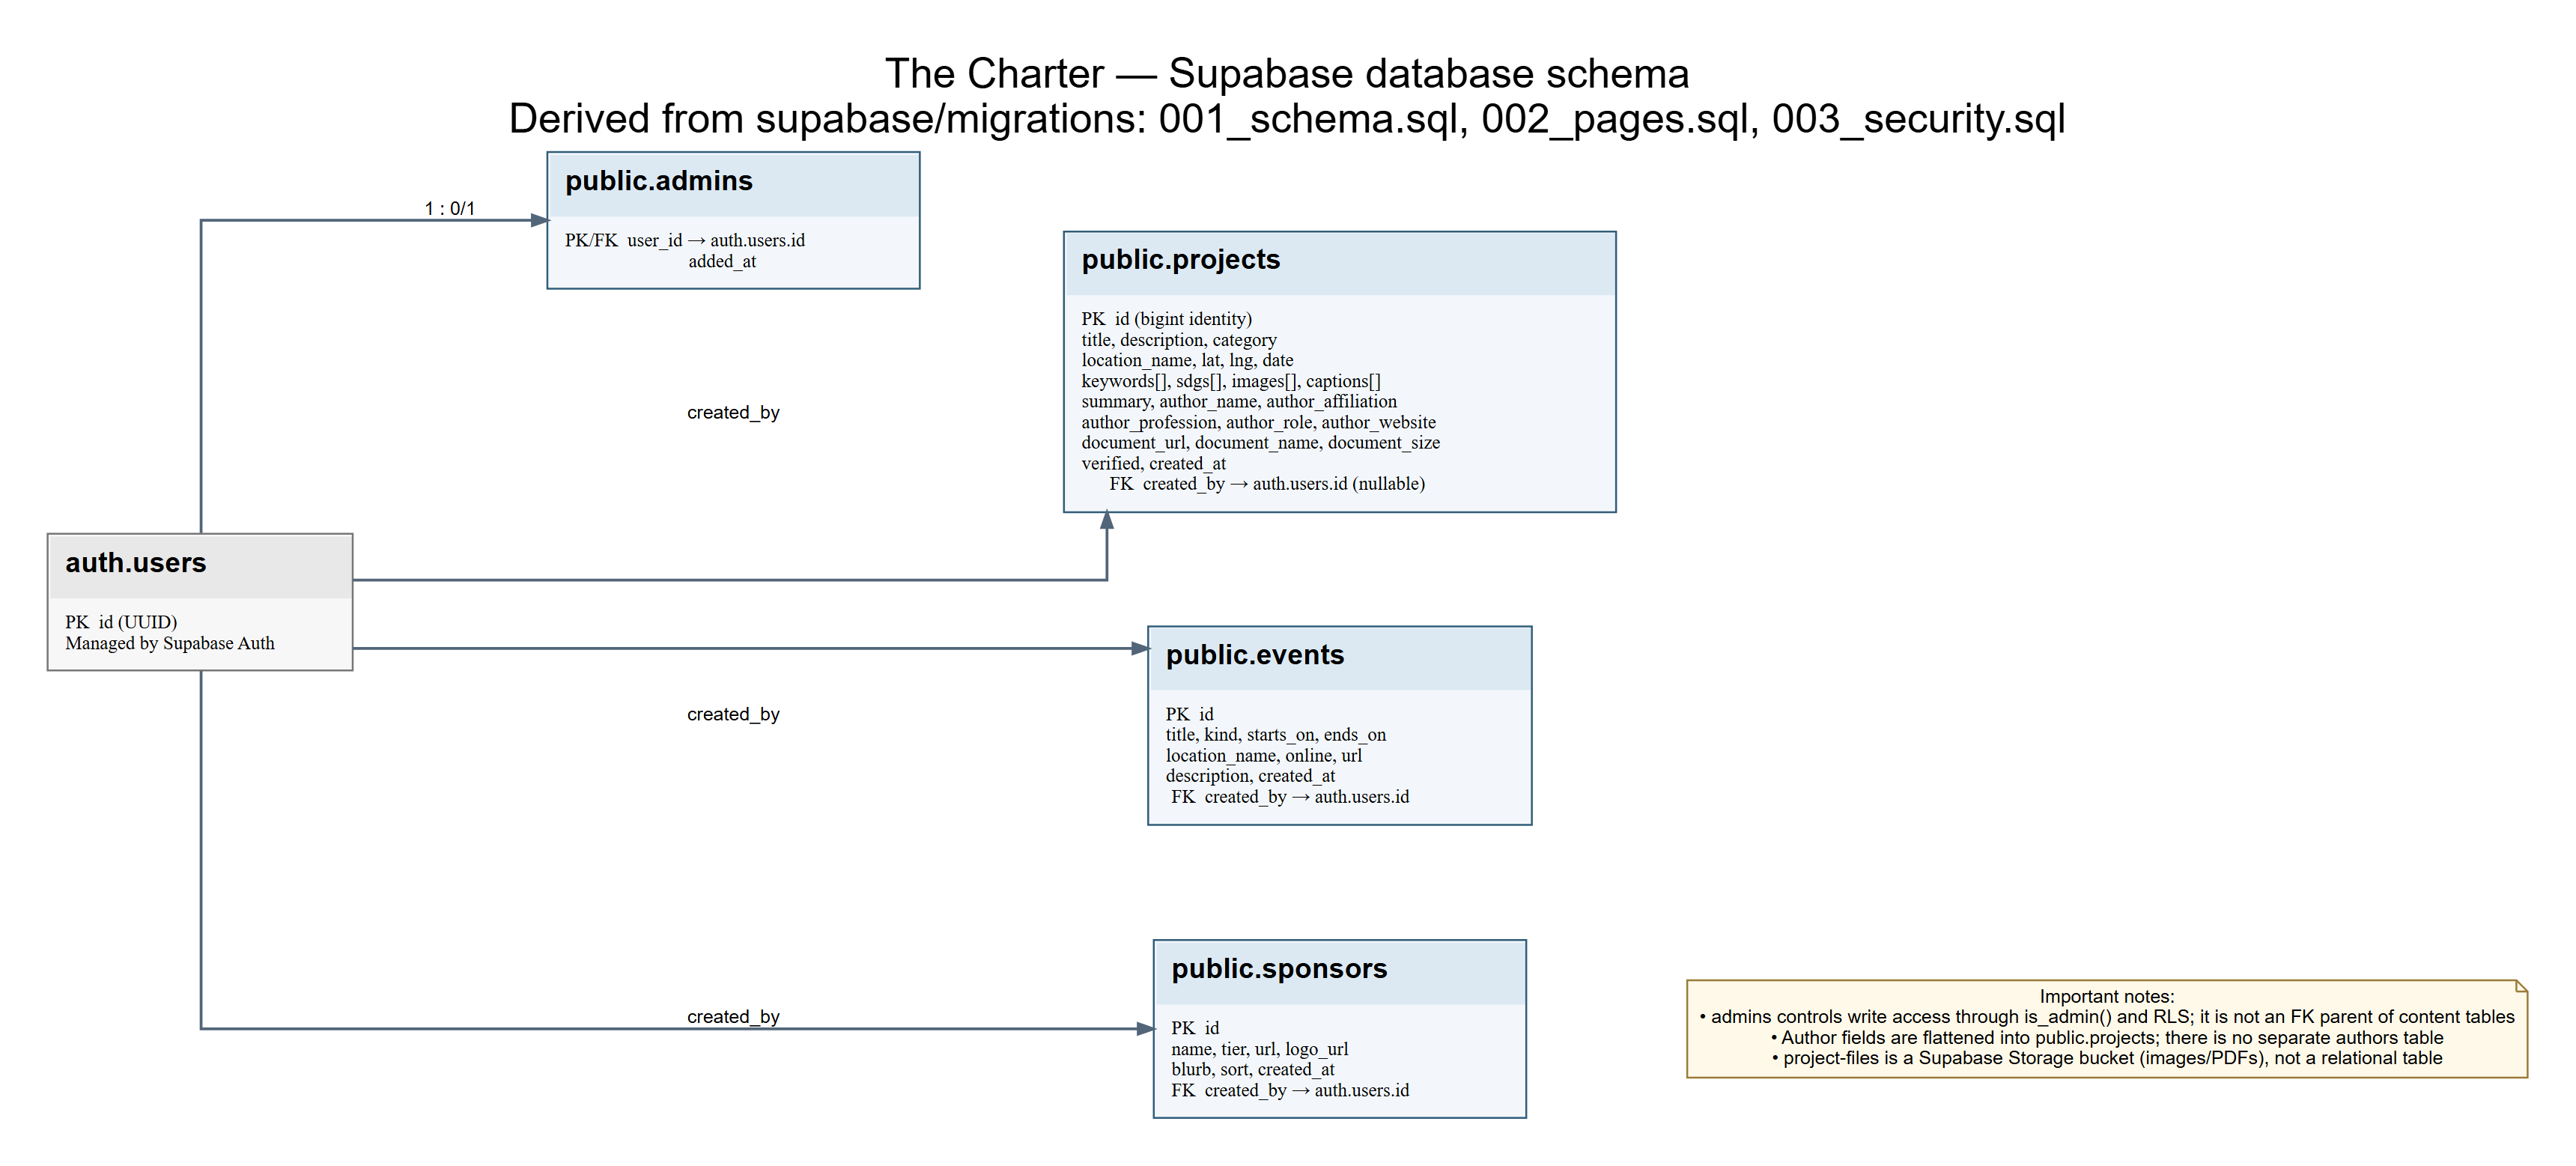 The Charter — Supabase database schema
Derived from supabase/migrations: 001_schema.sql, 002_pages.sql, 003_security.sql
public.admins
1 : 0/1
PK/FK  user_id → auth.users.id
added_at
public.projects
PK  id (bigint identity)
title, description, category
location_name, lat, lng, date
keywords[], sdgs[], images[], captions[]
summary, author_name, author_affiliation
author_profession, author_role, author_website
document_url, document_name, document_size
verified, created_at
FK  created_by → auth.users.id (nullable)
created_by
auth.users
PK  id (UUID)
Managed by Supabase Auth
public.events
PK  id
title, kind, starts_on, ends_on
location_name, online, url
description, created_at
FK  created_by → auth.users.id
created_by
public.sponsors
PK  id
name, tier, url, logo_url
blurb, sort, created_at
FK  created_by → auth.users.id
created_by
Important notes:
• admins controls write access through is_admin() and RLS; it is not an FK parent of content tables
• Author fields are flattened into public.projects; there is no separate authors table
• project-files is a Supabase Storage bucket (images/PDFs), not a relational table